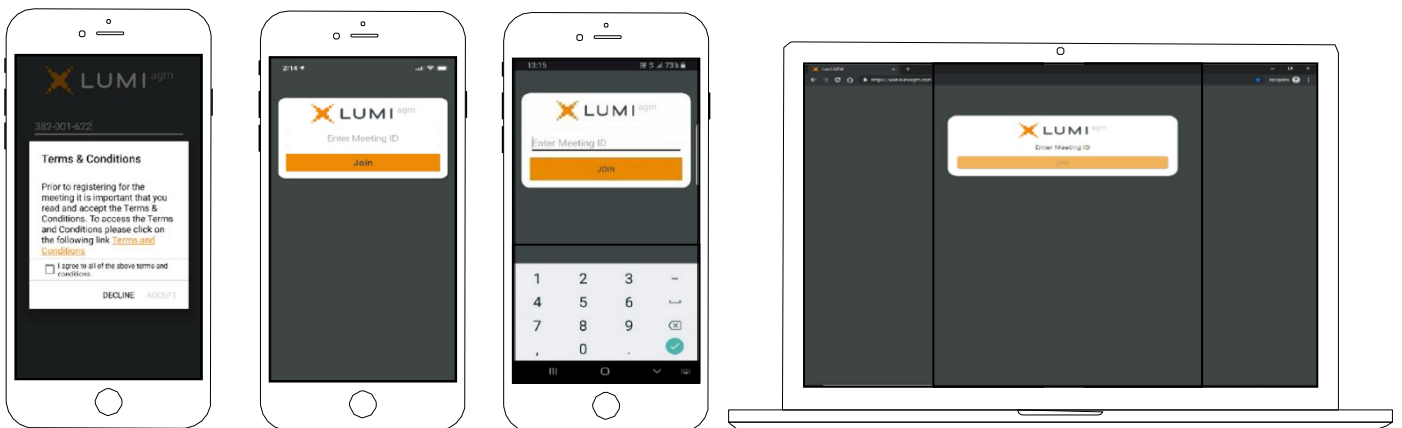 LUMI agm
382-001-622
Terms & Conditions
Prior to registering for the
meeting it is important that you
read and accept the Terms &
Conditions. To access the Terms
and Conditions please click on
the following link Terms and
Conditions
I agree to all of the above terms and
conditions
DECLINE ACCEPT
2:14
LUMI agm
Enter Meeting ID
Join
13:15
73%
LUMI agm
Enter Meeting ID
JOIN
1 2 3 -
4 5 6
7 8 9
, 0 .
LUMI agm
Enter Meeting ID